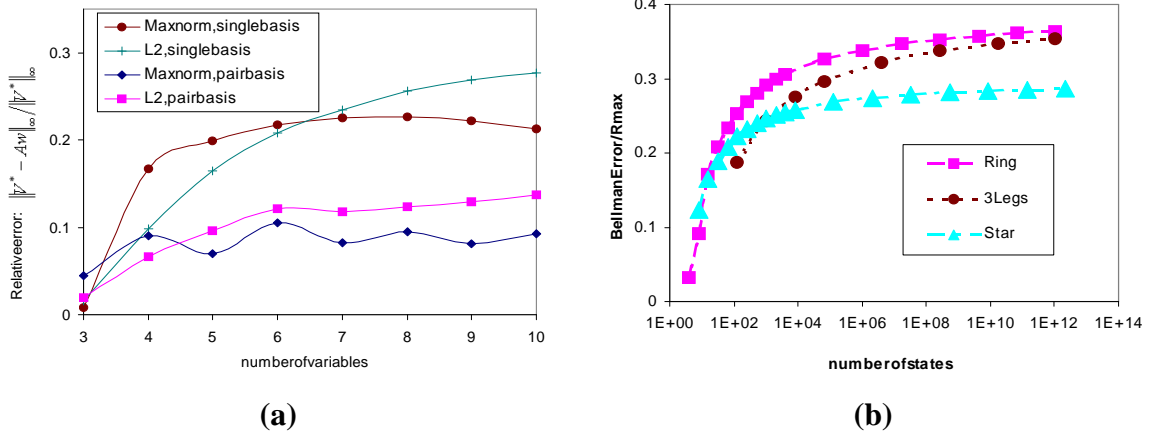 Maxnorm,singlebasis
L2,singlebasis
Maxnorm,pairbasis
L2,pairbasis
0.3
0.2
0.1
0
3 4 5 6 7 8 9 10
numberofvariables
Relativeerror: ‖V* − Aw‖∞/‖V*‖∞
(a)
0.4
0.3
0.2
0.1
0
1E+00 1E+02 1E+04 1E+06 1E+08 1E+10 1E+12 1E+14
numberofstates
BellmanError/Rmax
Ring
3Legs
Star
(b)